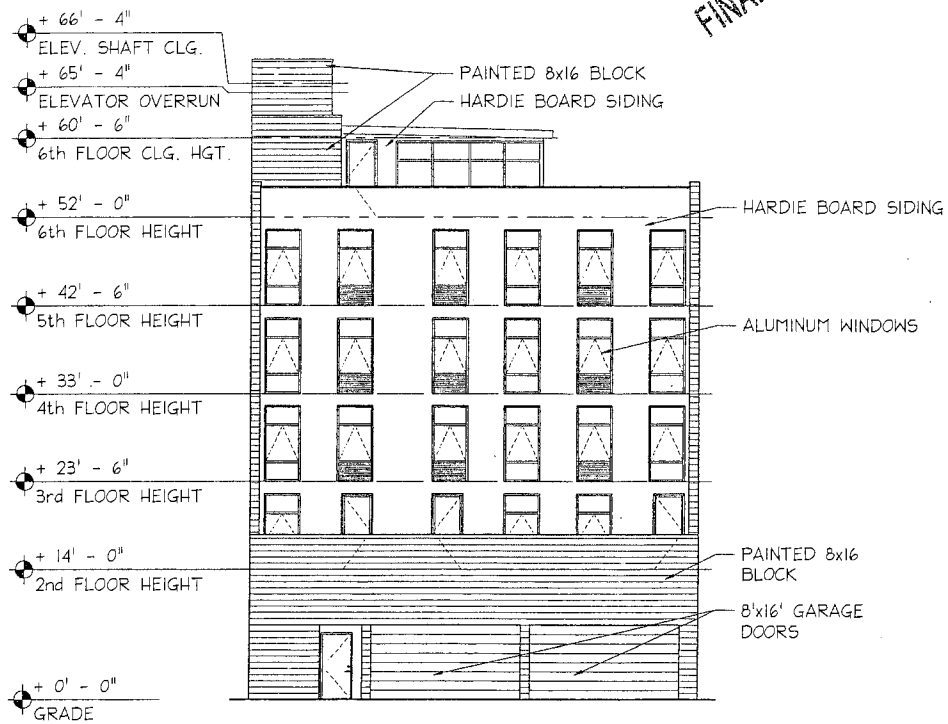 + 66' - 4"
ELEV. SHAFT CLG.
+ 65' - 4"
ELEVATOR OVERRUN
+ 60' - 6"
6th FLOOR CLG. HGT.
+ 52' - 0"
6th FLOOR HEIGHT
+ 42' - 6"
5th FLOOR HEIGHT
+ 33' - 0"
4th FLOOR HEIGHT
+ 23' - 6"
3rd FLOOR HEIGHT
+ 14' - 0"
2nd FLOOR HEIGHT
+ 0' - 0"
GRADE
PAINTED 8x16 BLOCK
HARDIE BOARD SIDING
HARDIE BOARD SIDING
ALUMINUM WINDOWS
PAINTED 8x16
BLOCK
8'x16' GARAGE
DOORS